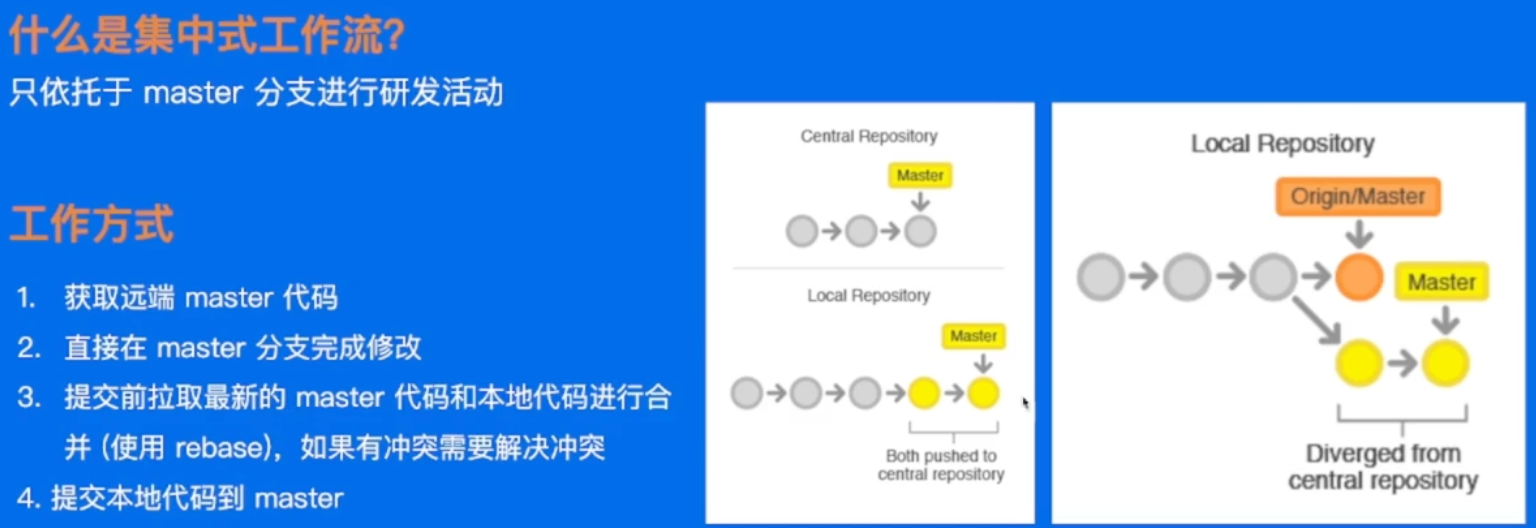 什么是集中式工作流?
只依托于 master 分支进行研发活动
工作方式
1. 获取远端 master 代码
2. 直接在 master 分支完成修改
3. 提交前拉取最新的 master 代码和本地代码进行合
并 (使用 rebase)，如果有冲突需要解决冲突
4. 提交本地代码到 master
Central Repository
Master
Local Repository
Master
Both pushed to
central repository
Local Repository
Origin/Master
Master
Diverged from
central repository